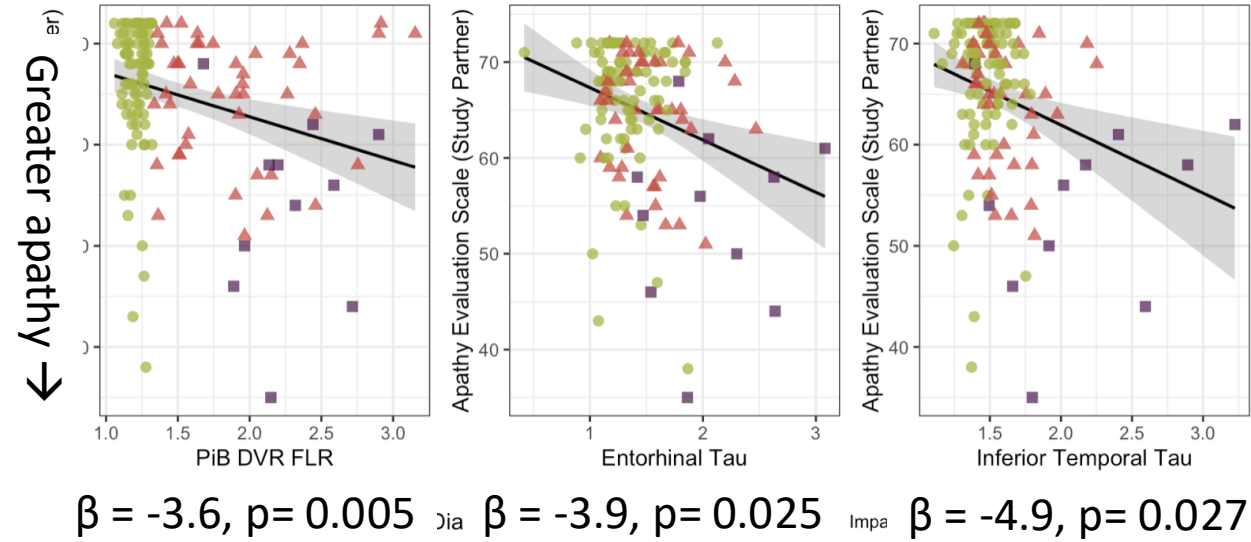 er)
Greater apathy →
70
60
50
40
1.0 1.5 2.0 2.5 3.0
PiB DVR FLR
Apathy Evaluation Scale (Study Partner)
70
60
50
40
1 2 3
Entorhinal Tau
Apathy Evaluation Scale (Study Partner)
70
60
50
40
1.5 2.0 2.5 3.0
Inferior Temporal Tau
β = -3.6, p= 0.005
Dia
β = -3.9, p= 0.025
Impa
β = -4.9, p= 0.027